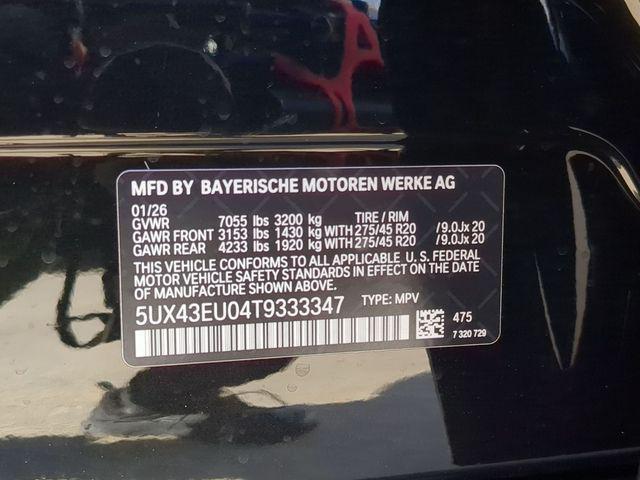 MFD BY BAYERISCHE MOTOREN WERKE AG
01/26
GVWR 7055 lbs 3200 kg TIRE / RIM
GAWR FRONT 3153 lbs 1430 kg WITH 275/45 R20 /9.0Jx 20
GAWR REAR 4233 lbs 1920 kg WITH 275/45 R20 /9.0Jx 20
THIS VEHICLE CONFORMS TO ALL APPLICABLE U. S. FEDERAL
MOTOR VEHICLE SAFETY STANDARDS IN EFFECT ON THE DATE
OF MANUFACTURE SHOWN ABOVE.
5UX43EU04T9333347 TYPE: MPV
475
7 320 729